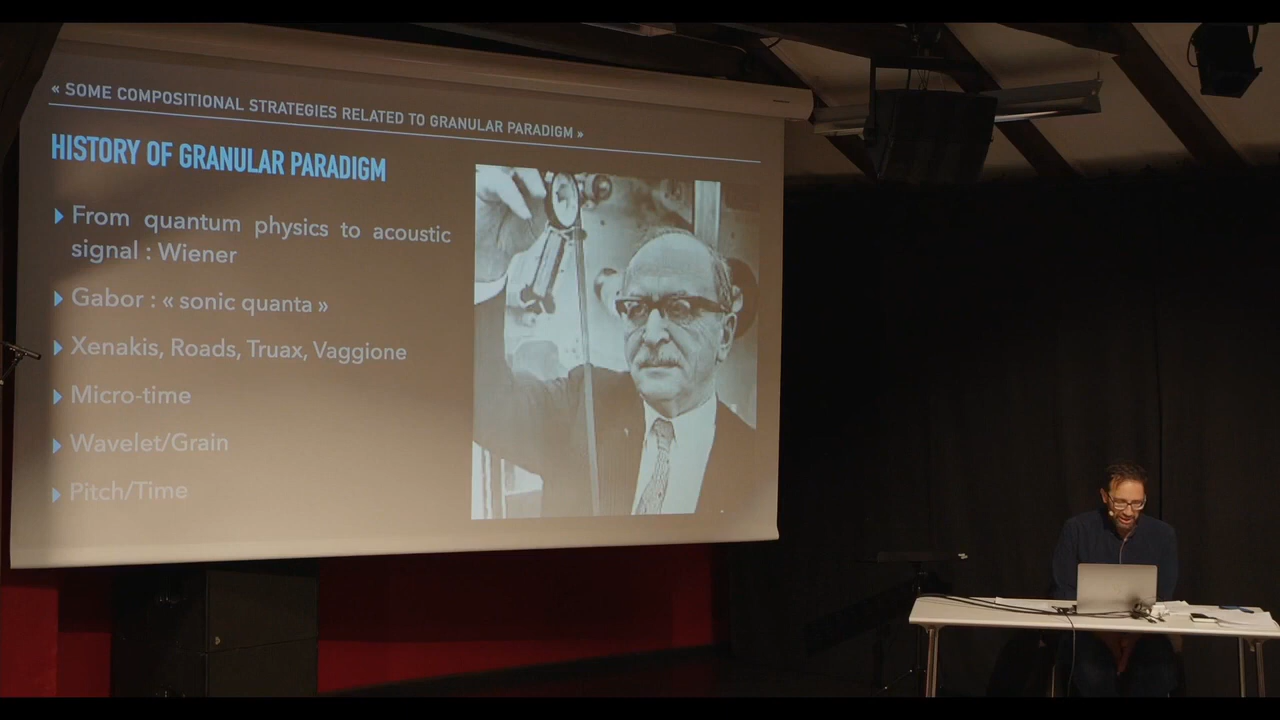 « SOME COMPOSITIONAL STRATEGIES RELATED TO GRANULAR PARADIGM »
HISTORY OF GRANULAR PARADIGM
From quantum physics to acoustic
signal : Wiener
Gabor : « sonic quanta »
Xenakis, Roads, Truax, Vaggione
Micro-time
Wavelet/Grain
Pitch/Time